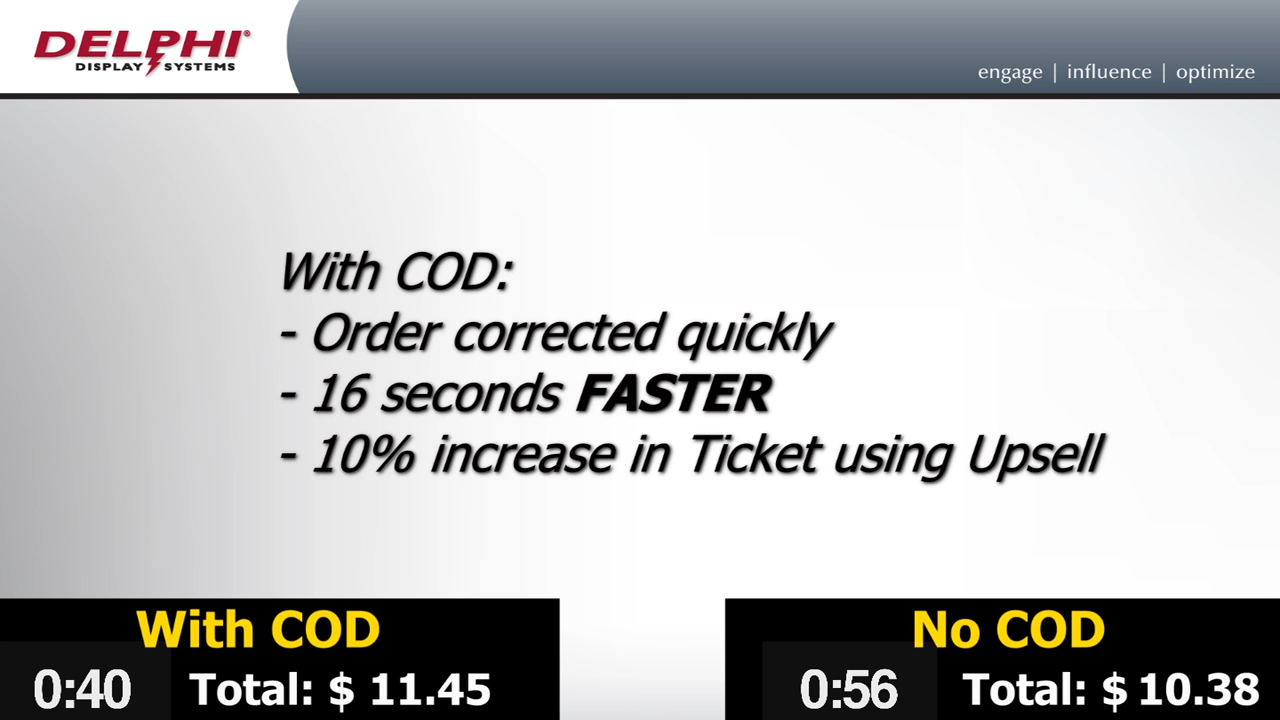 DELPHI®
DISPLAY SYSTEMS
engage | influence | optimize
With COD:
- Order corrected quickly
- 16 seconds FASTER
- 10% increase in Ticket using Upsell
With COD
0:40 Total: $ 11.45
No COD
0:56 Total: $ 10.38